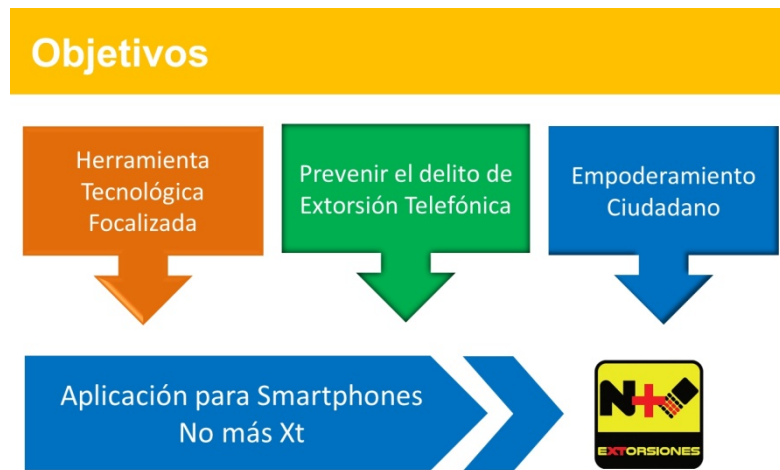 Objetivos
Herramienta
Tecnológica
Focalizada
Prevenir el delito de
Extorsión Telefónica
Empoderamiento
Ciudadano
Aplicación para Smartphones
No más Xt
N+
EXTORSIONES